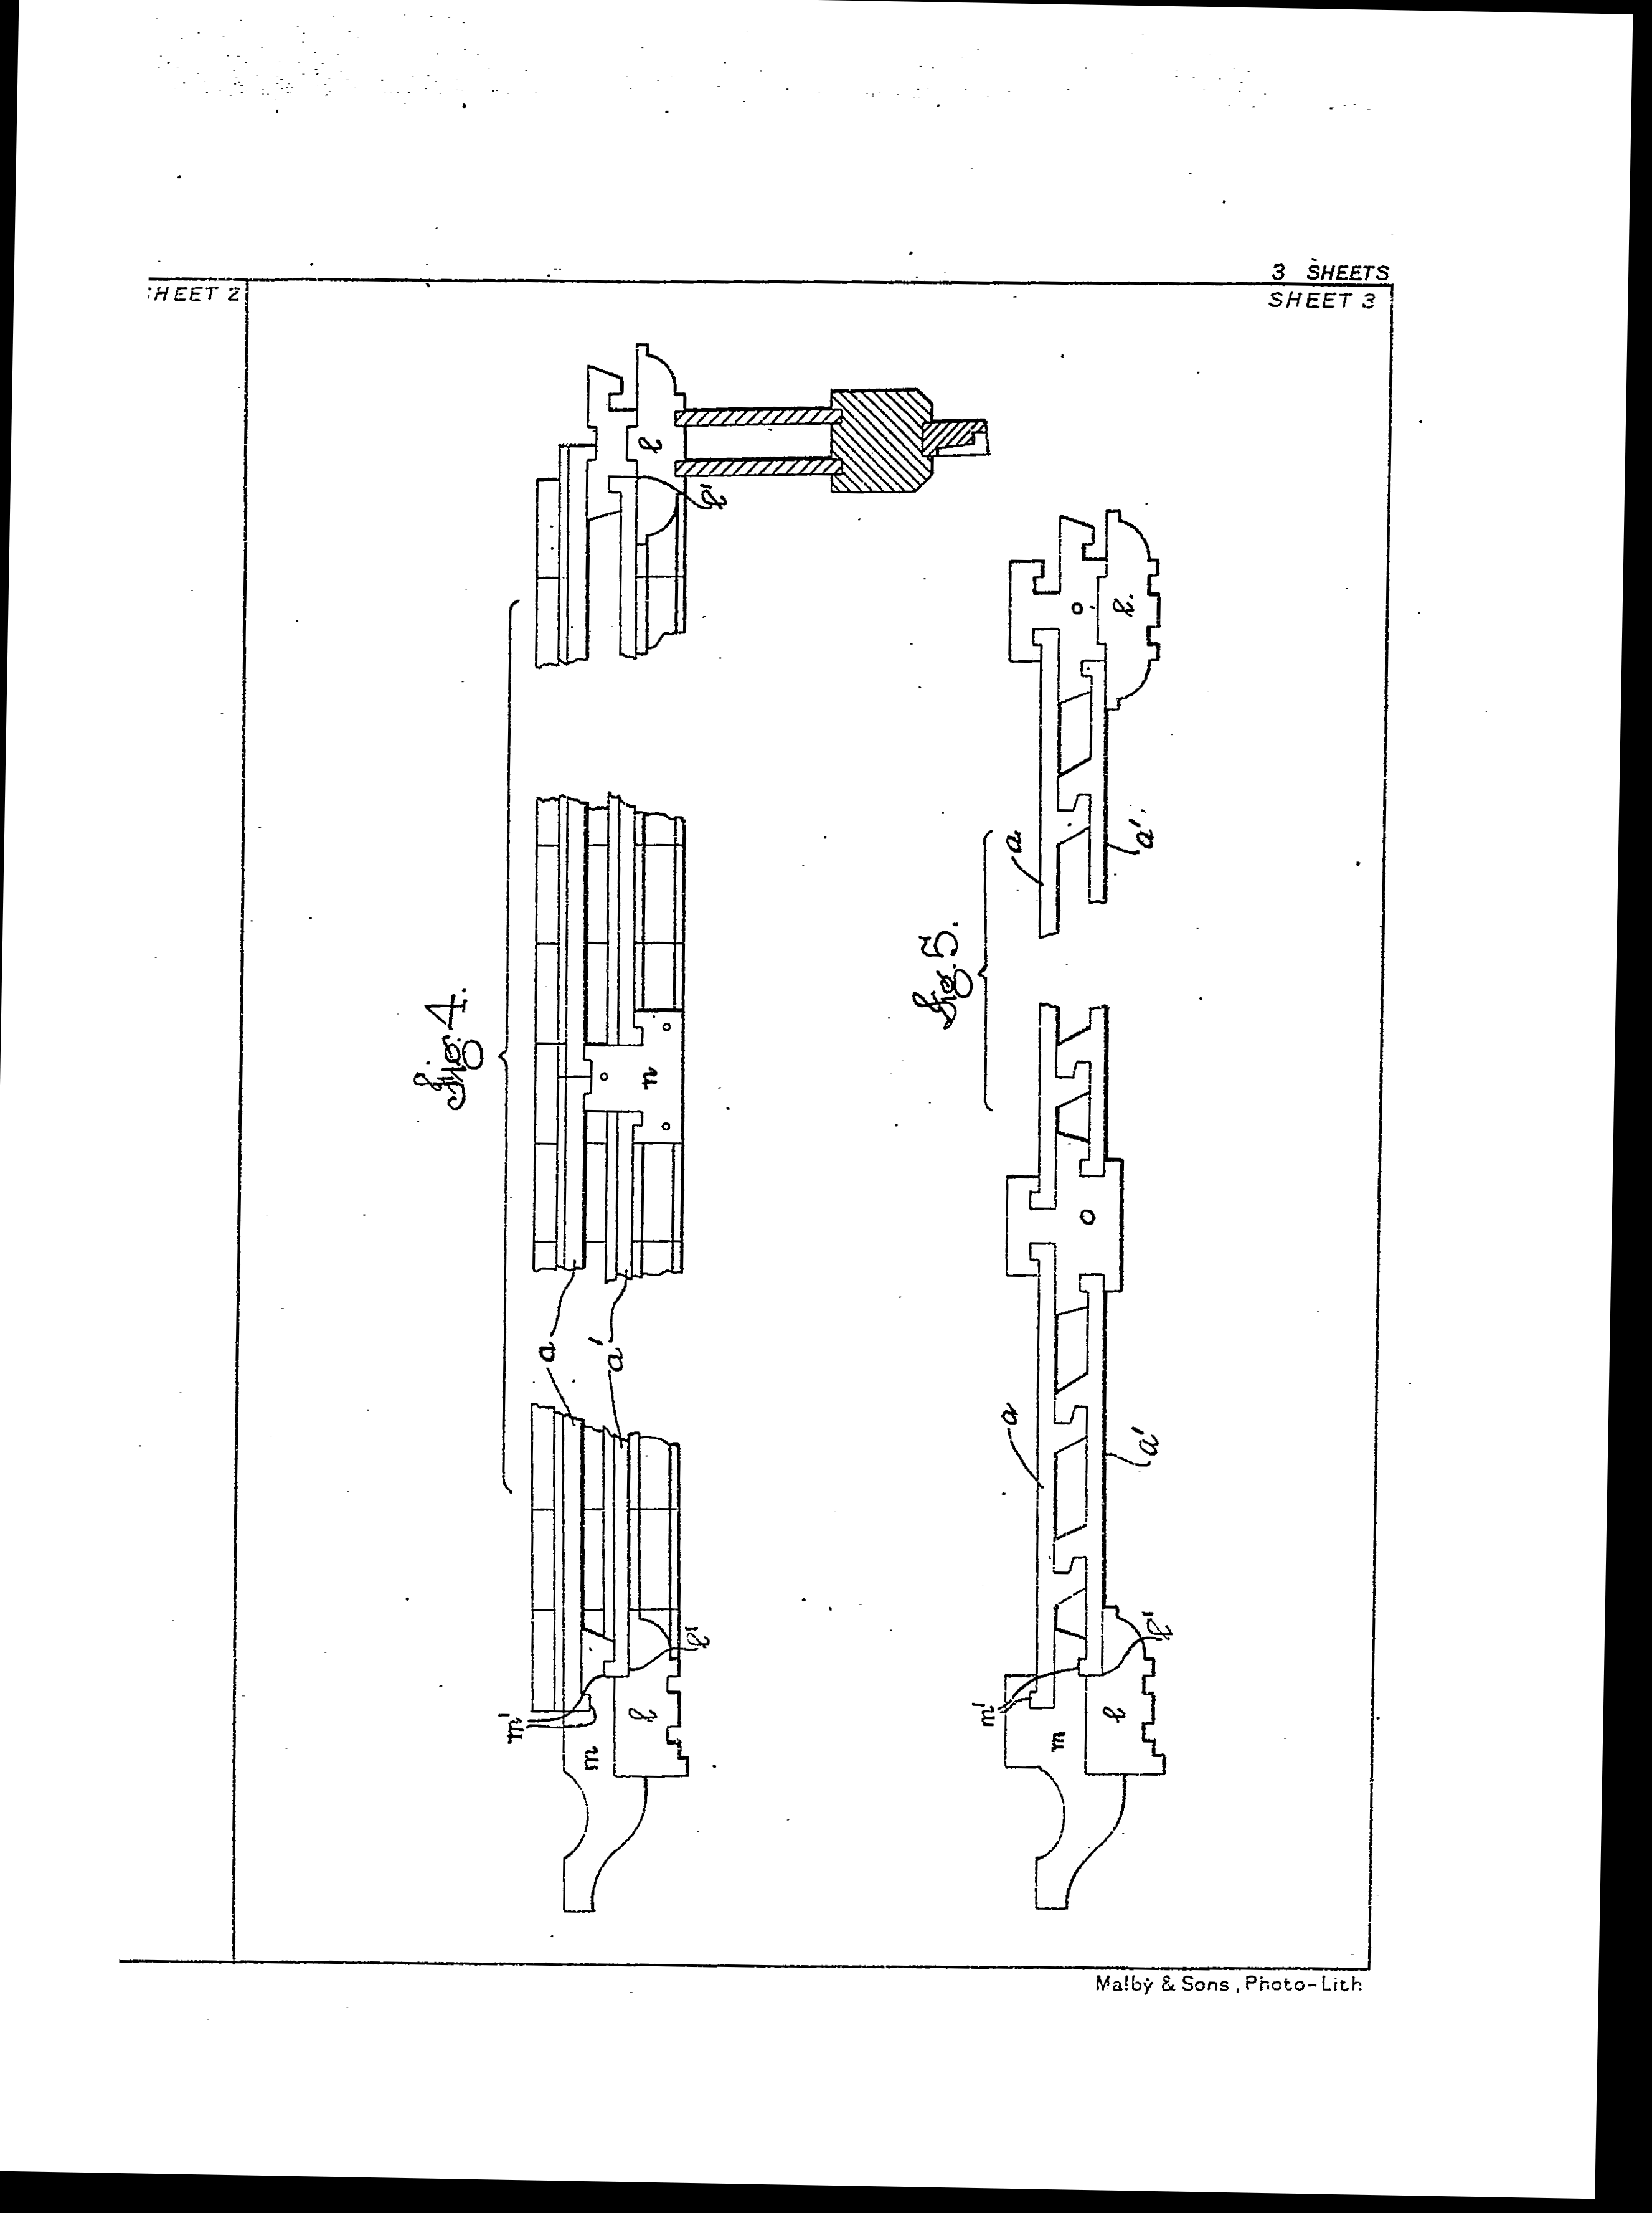 3 SHEETS
HEET 2
SHEET 3
Fig. 4.
a
a'
m'
m
l
l'
n
l
l'
Fig. 5.
a
a'
a
a'
m'
m
l
l'
o
o
l.
Malby & Sons, Photo-Lith